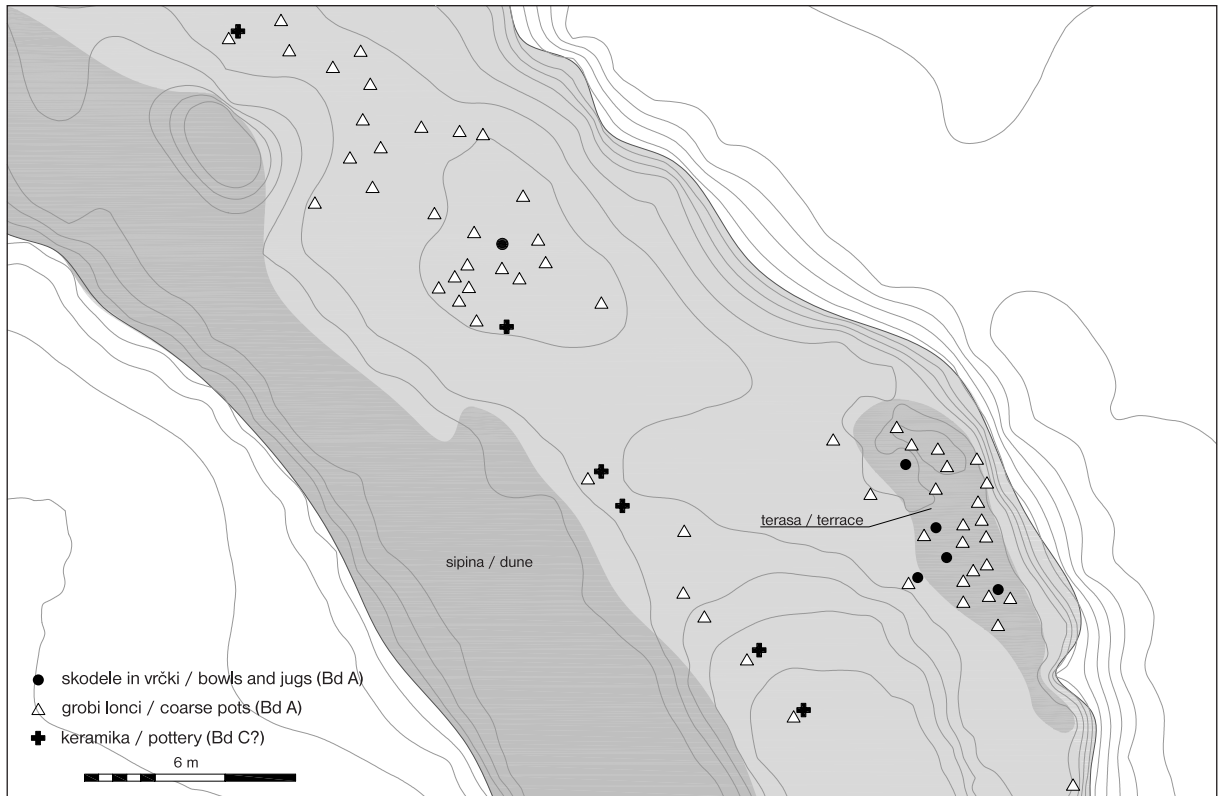 terasa / terrace
sipina / dune
skodele in vrčki / bowls and jugs (Bd A)
grobi lonci / coarse pots (Bd A)
keramika / pottery (Bd C?)
6 m